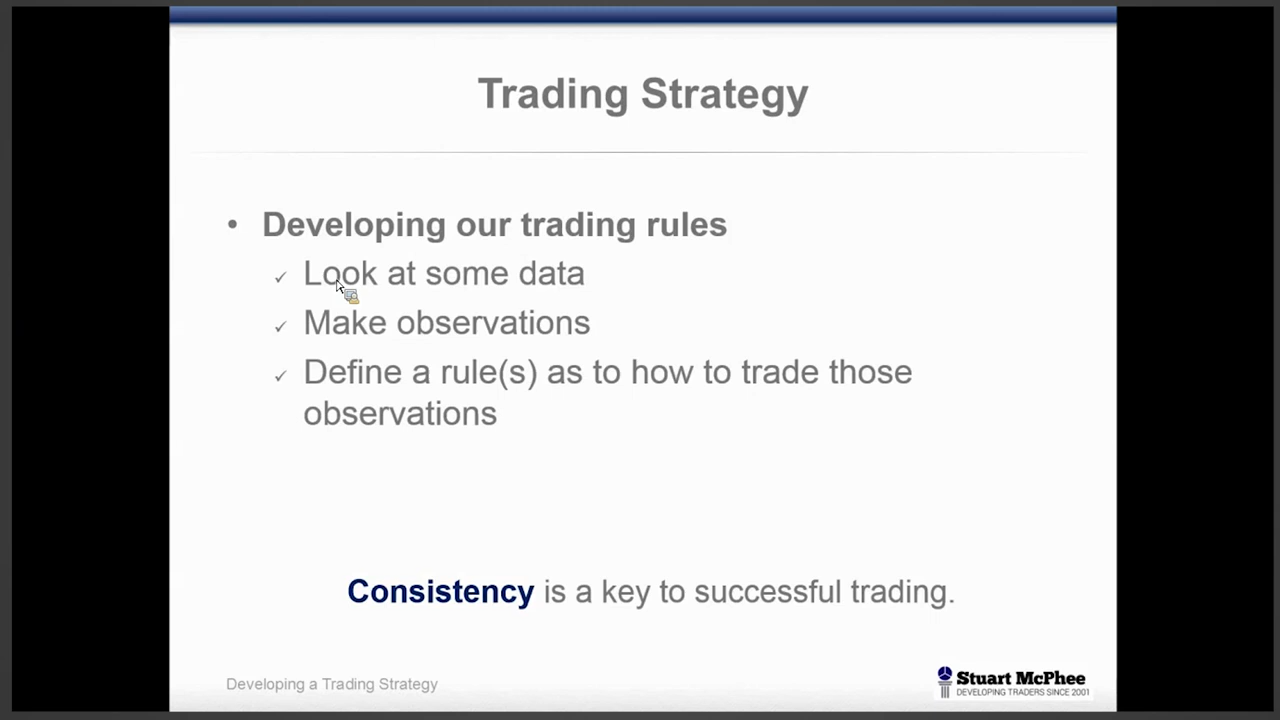 Trading Strategy
• Developing our trading rules
✓ Look at some data
✓ Make observations
✓ Define a rule(s) as to how to trade those
observations
Consistency is a key to successful trading.
Developing a Trading Strategy
Stuart McPhee
DEVELOPING TRADERS SINCE 2001